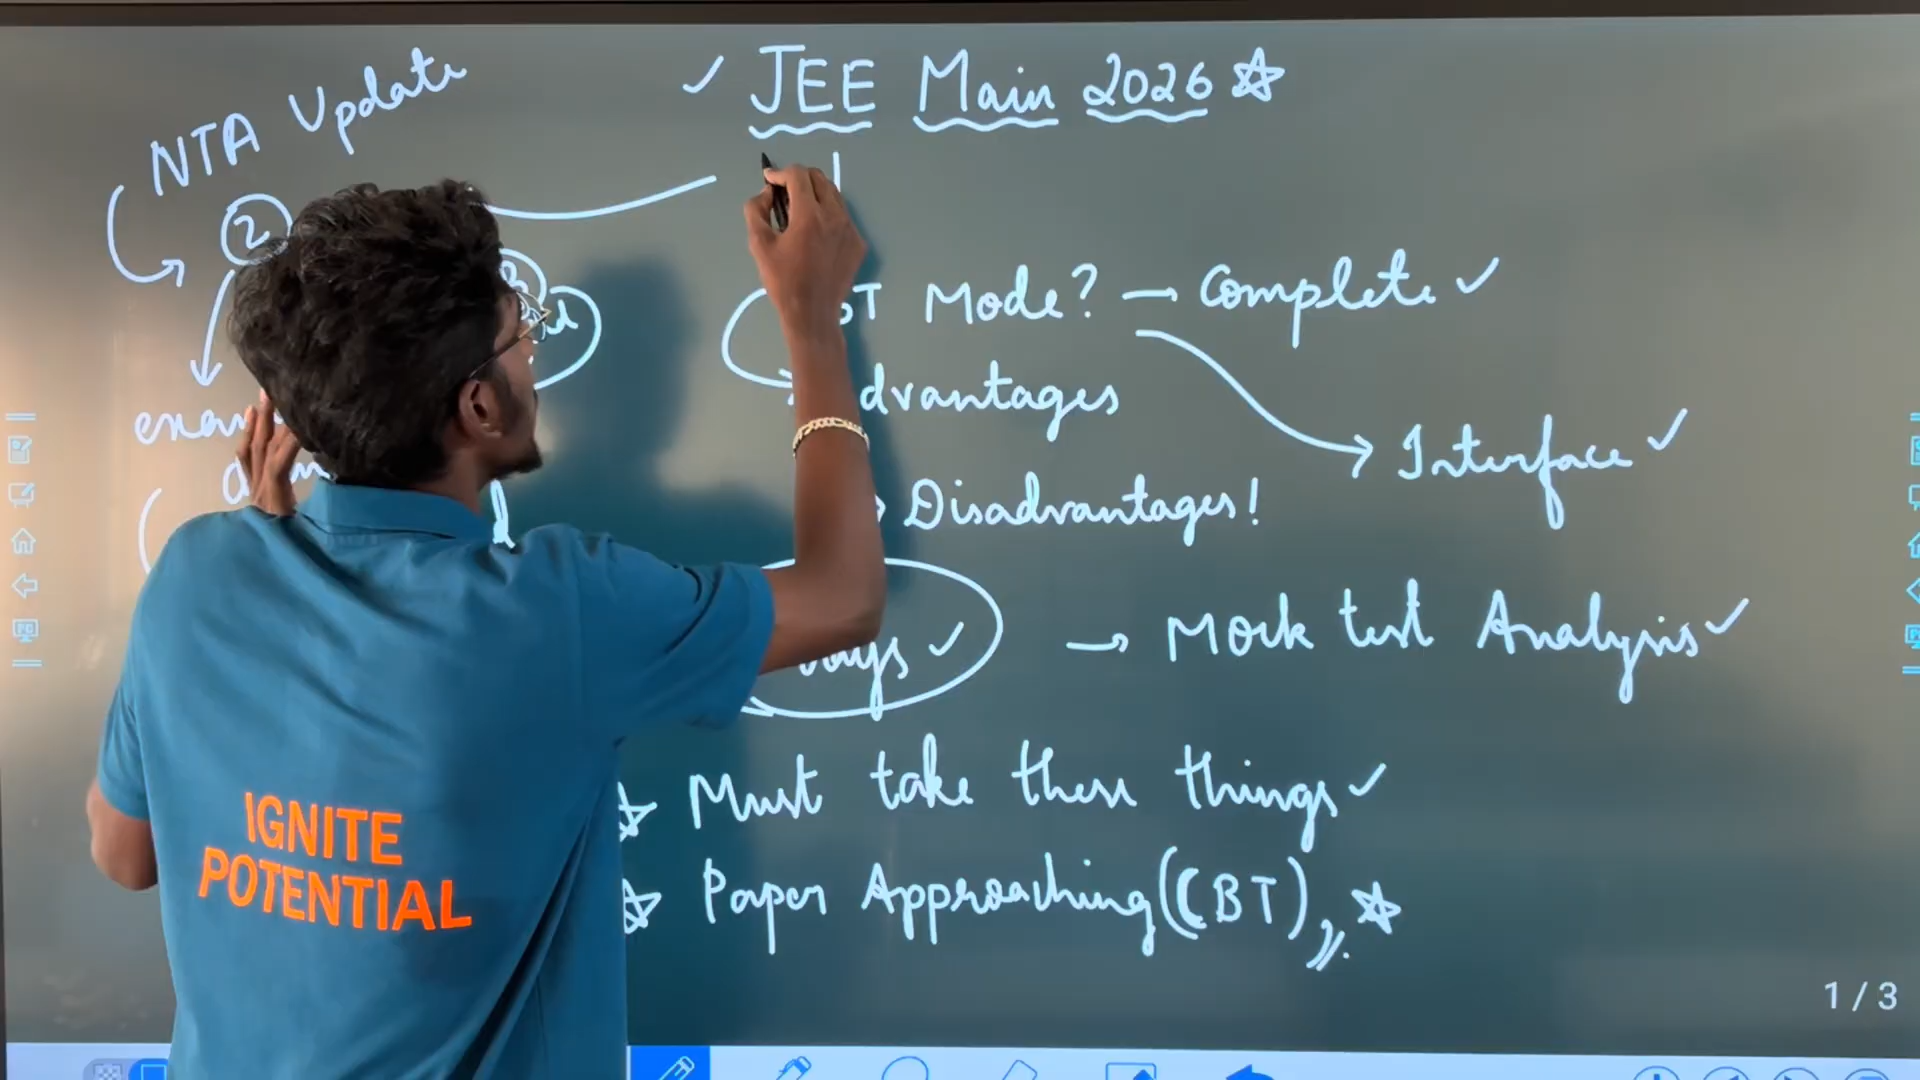 JEE Main 2026
NTA Update
2
Mode? → Complete
Advantages
Interface
Disadvantages!
→ Mock test Analysis
Must take these things
Paper Approaching (CBT)
IGNITE
POTENTIAL
1 / 3